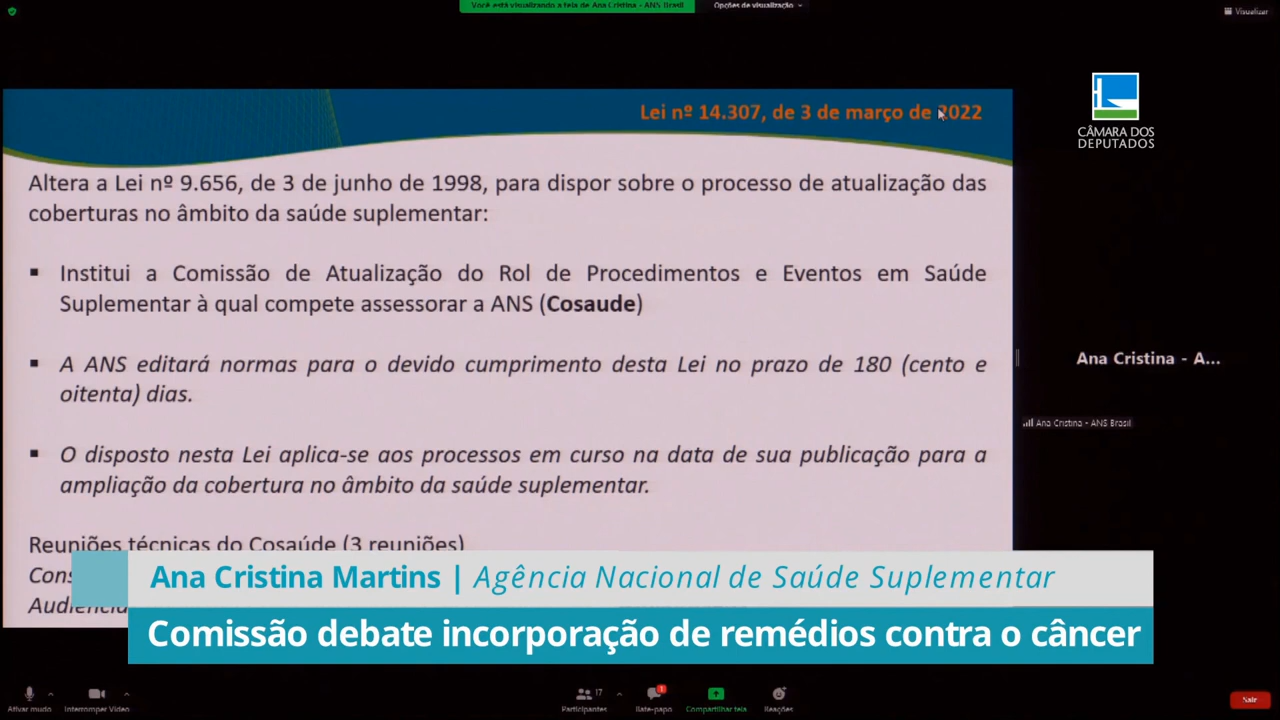 Você está visualizando a tela de Ana Cristina - ANS Brasil
Opções de visualização
Visualizar
Lei nº 14.307, de 3 de março de 2022
CÂMARA DOS
DEPUTADOS
Altera a Lei nº 9.656, de 3 de junho de 1998, para dispor sobre o processo de atualização das
coberturas no âmbito da saúde suplementar:
▪ Institui a Comissão de Atualização do Rol de Procedimentos e Eventos em Saúde
Suplementar à qual compete assessorar a ANS (Cosaude)
▪ A ANS editará normas para o devido cumprimento desta Lei no prazo de 180 (cento e
oitenta) dias.
Ana Cristina - A...
Ana Cristina - ANS Brasil
▪ O disposto nesta Lei aplica-se aos processos em curso na data de sua publicação para a
ampliação da cobertura no âmbito da saúde suplementar.
Reuniões técnicas do Cosaúde (3 reuniões)
Ana Cristina Martins | Agência Nacional de Saúde Suplementar
Comissão debate incorporação de remédios contra o câncer
Ativar mudo
Interromper Vídeo
17
Participantes
1
Bate-papo
Compartilhar tela
Reações
Sair